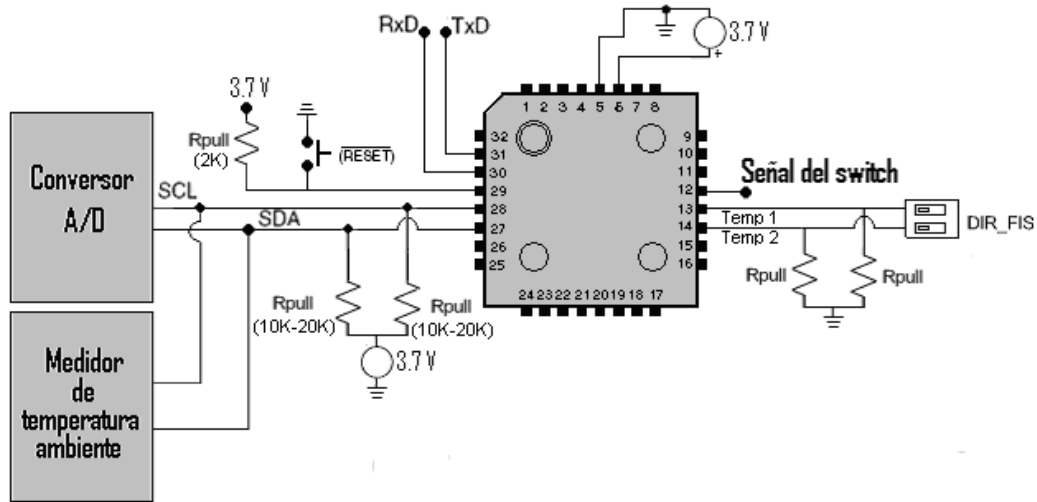 RxD TxD
3.7 V
3.7 V
Rpull
(2K)
(RESET)
1 2 3 4 5 6 7 8
32
31
30
29
28
27
26
25
9
10
11
12
13
14
15
16
24 23 22 21 20 19 18 17
Conversor
A/D
SCL
SDA
Señal del switch
Temp 1
Temp 2
DIR_FIS
Rpull
Rpull
Rpull
(10K-20K)
Rpull
(10K-20K)
3.7 V
Medidor
de
temperatura
ambiente
+